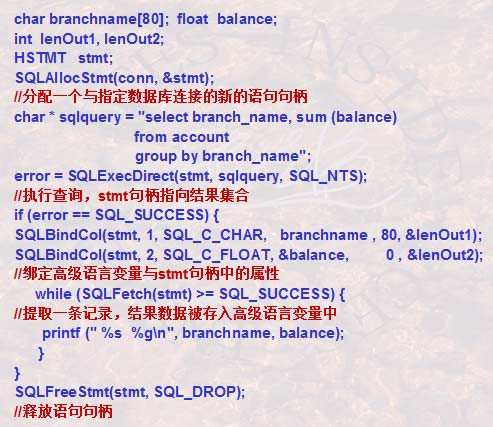 char branchname[80]; float balance;
int lenOut1, lenOut2;
HSTMT stmt;
SQLAllocStmt(conn, &stmt);
//分配一个与指定数据库连接的新的语句句柄
char * sqlquery = "select branch_name, sum (balance)
from account
group by branch_name";
error = SQLExecDirect(stmt, sqlquery, SQL_NTS);
//执行查询，stmt句柄指向结果集合
if (error == SQL_SUCCESS) {
SQLBindCol(stmt, 1, SQL_C_CHAR, branchname , 80, &lenOut1);
SQLBindCol(stmt, 2, SQL_C_FLOAT, &balance, 0 , &lenOut2);
//绑定高级语言变量与stmt句柄中的属性
while (SQLFetch(stmt) >= SQL_SUCCESS) {
//提取一条记录，结果数据被存入高级语言变量中
printf (" %s %g\n", branchname, balance);
}
}
SQLFreeStmt(stmt, SQL_DROP);
//释放语句句柄